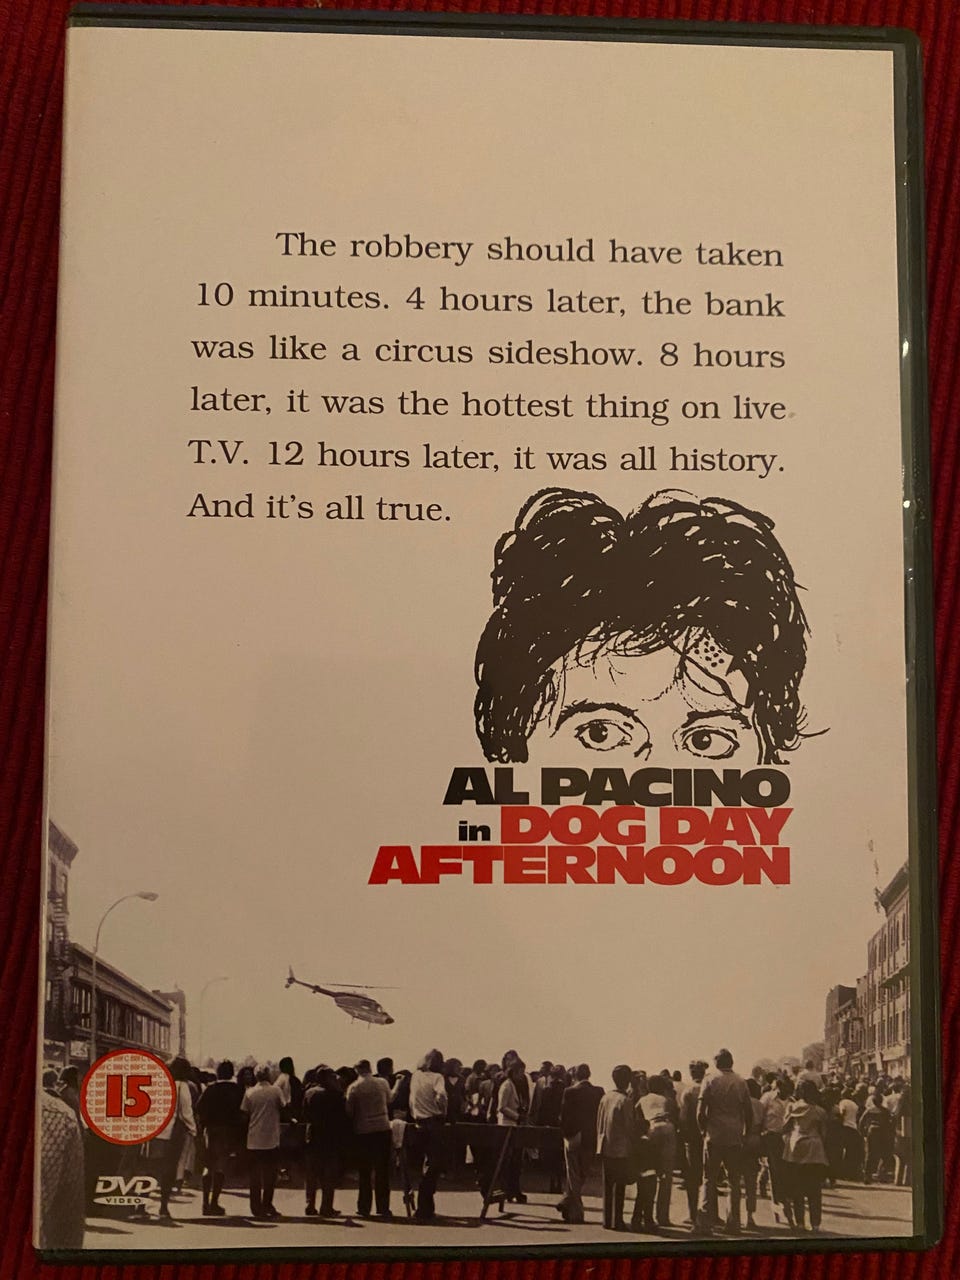 The robbery should have taken
10 minutes. 4 hours later, the bank
was like a circus sideshow. 8 hours
later, it was the hottest thing on live
T.V. 12 hours later, it was all history.
And it's all true.
AL PACINO
in DOG DAY
AFTERNOON
15
DVD
VIDEO